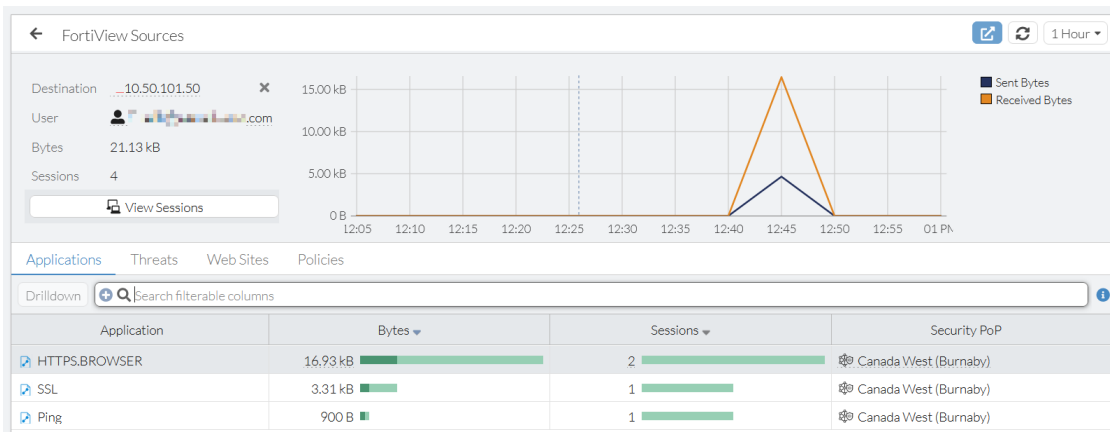 FortiView Sources
1 Hour
Destination _10.50.101.50
User .com
Bytes 21.13 kB
Sessions 4
View Sessions
15.00 kB
10.00 kB
5.00 kB
0 B
12:05 12:10 12:15 12:20 12:25 12:30 12:35 12:40 12:45 12:50 12:55 01 PM
Sent Bytes
Received Bytes
Applications Threats Web Sites Policies
Drilldown Search filterable columns
Application Bytes Sessions Security PoP
HTTPS.BROWSER 16.93 kB 2 Canada West (Burnaby)
SSL 3.31 kB 1 Canada West (Burnaby)
Ping 900 B 1 Canada West (Burnaby)